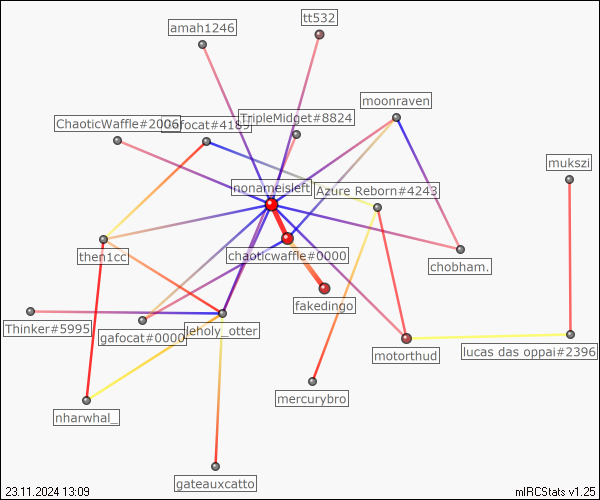 tt532
amah1246
moonraven
TripleMidget#8824
ChaoticWaffle#2006
Gafocat#4189
mukszi
nonameisleft
Azure Reborn#4243
chaoticwaffle#0000
then1cc
chobham.
fakedingo
Thinker#5995
gafocat#0000
leholy_otter
motorthud
lucas das oppai#2396
mercurybro
nharwhal_
gateauxcatto
23.11.2024 13:09
mIRCStats v1.25